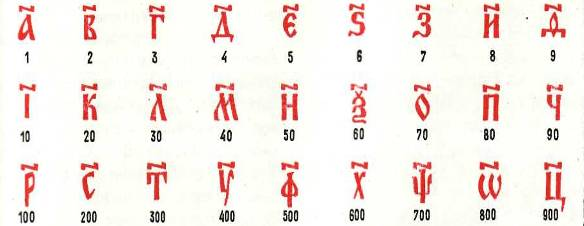 А҃ В҃ Г҃ Д҃ Є҃ Ѕ҃ З҃ И҃ Ѳ҃
1 2 3 4 5 6 7 8 9
І҃ К҃ Л҃ М҃ Н҃ Ѯ҃ О҃ П҃ Ч҃
10 20 30 40 50 60 70 80 90
Р҃ С҃ Т҃ Ѵ҃ Ф҃ Х҃ Ѱ҃ Ѡ҃ Ц҃
100 200 300 400 500 600 700 800 900